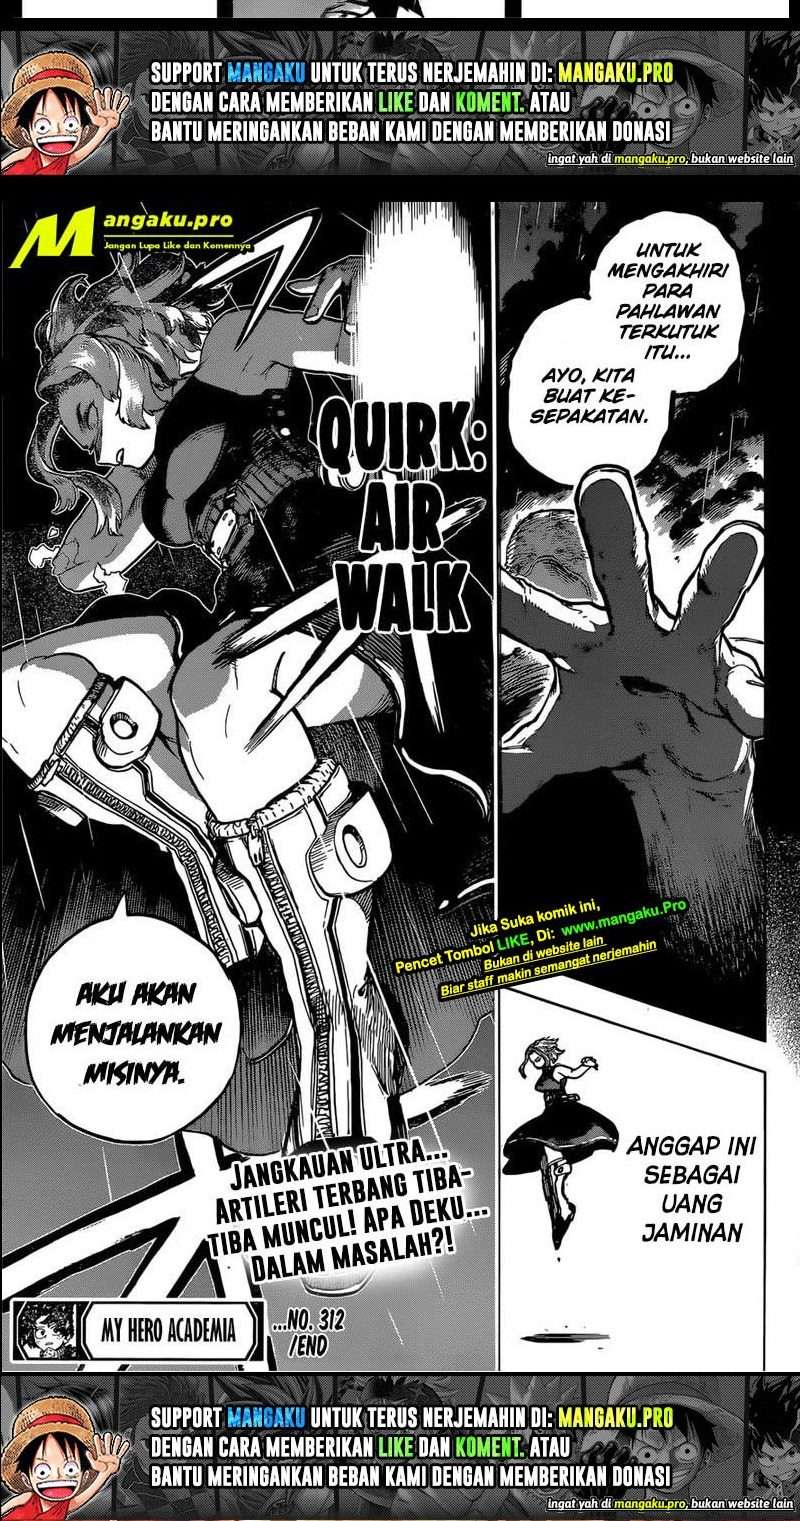 SUPPORT MANGAKU UNTUK TERUS NERJEMAHIN DI: MANGAKU.PRO
DENGAN CARA MEMBERIKAN LIKE DAN KOMENT. ATAU
BANTU MERINGANKAN BEBAN KAMI DENGAN MEMBERIKAN DONASI
ingat yah di mangaku.pro, bukan website lain
Mangaku.pro
Jangan Lupa Like dan Komennya
UNTUK
MENGAKHIRI
PARA
PAHLAWAN
TERKUTUK
ITU...
AYO, KITA
BUAT KE-
SEPAKATAN.
QUIRK:
AIR
WALK
Jika Suka komik ini,
Pencet Tombol LIKE, Di: www.mangaku.Pro
Bukan di website lain
Biar staff makin semangat nerjemahin
ANGGAP INI
SEBAGAI
UANG
JAMINAN
AKU AKAN
MENJALANKAN
MISINYA.
JANGKAUAN ULTRA...
ARTILERI TERBANG TIBA-
TIBA MUNCUL! APA DEKU...
DALAM MASALAH?!
MY HERO ACADEMIA
...NO. 312
/END
SUPPORT MANGAKU UNTUK TERUS NERJEMAHIN DI: MANGAKU.PRO
DENGAN CARA MEMBERIKAN LIKE DAN KOMENT. ATAU
BANTU MERINGANKAN BEBAN KAMI DENGAN MEMBERIKAN DONASI
ingat yah di mangaku.pro, bukan website lain